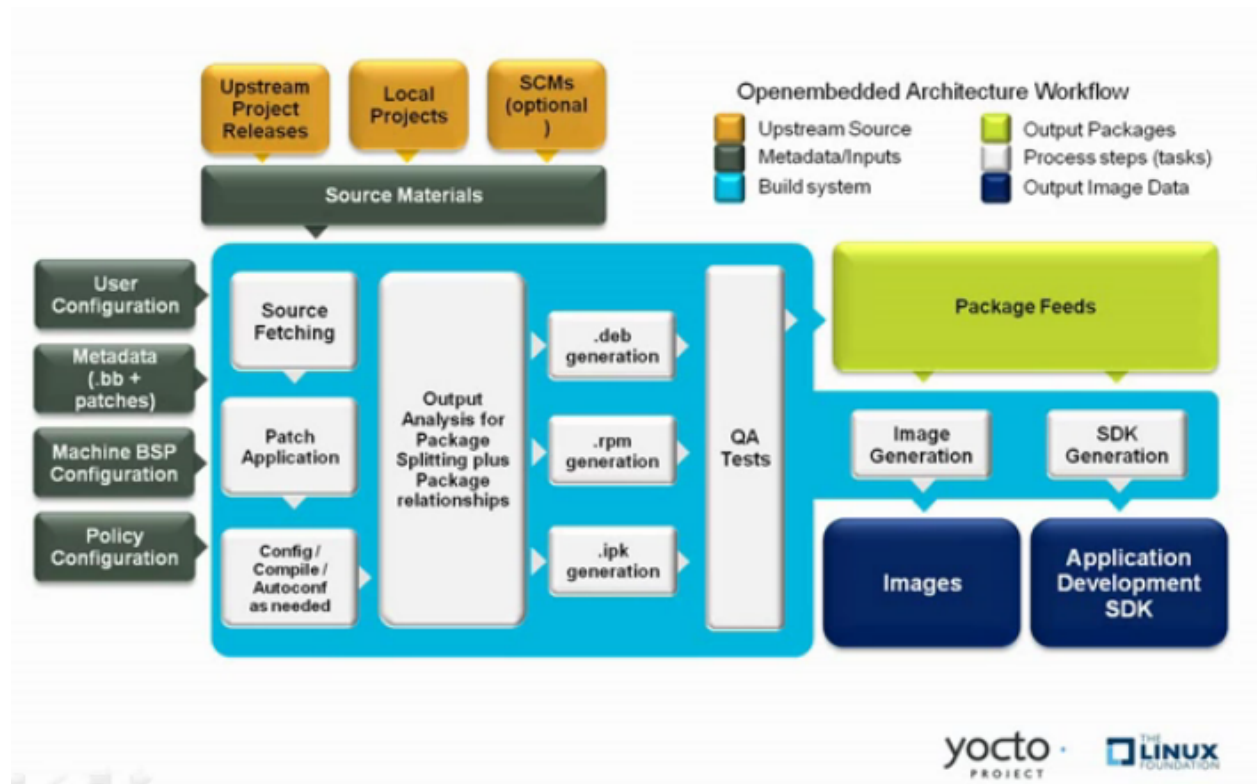 Upstream
Project
Releases
Local
Projects
SCMs
(optional
)
Source Materials
Openembedded Architecture Workflow
Upstream Source
Metadata/Inputs
Build system
Output Packages
Process steps (tasks)
Output Image Data
User
Configuration
Metadata
(.bb +
patches)
Machine BSP
Configuration
Policy
Configuration
Source
Fetching
Patch
Application
Config /
Compile /
Autoconf
as needed
Output
Analysis for
Package
Splitting plus
Package
relationships
.deb
generation
.rpm
generation
.ipk
generation
QA
Tests
Package Feeds
Image
Generation
SDK
Generation
Images
Application
Development
SDK
yocto
PROJECT
THE
LINUX
FOUNDATION